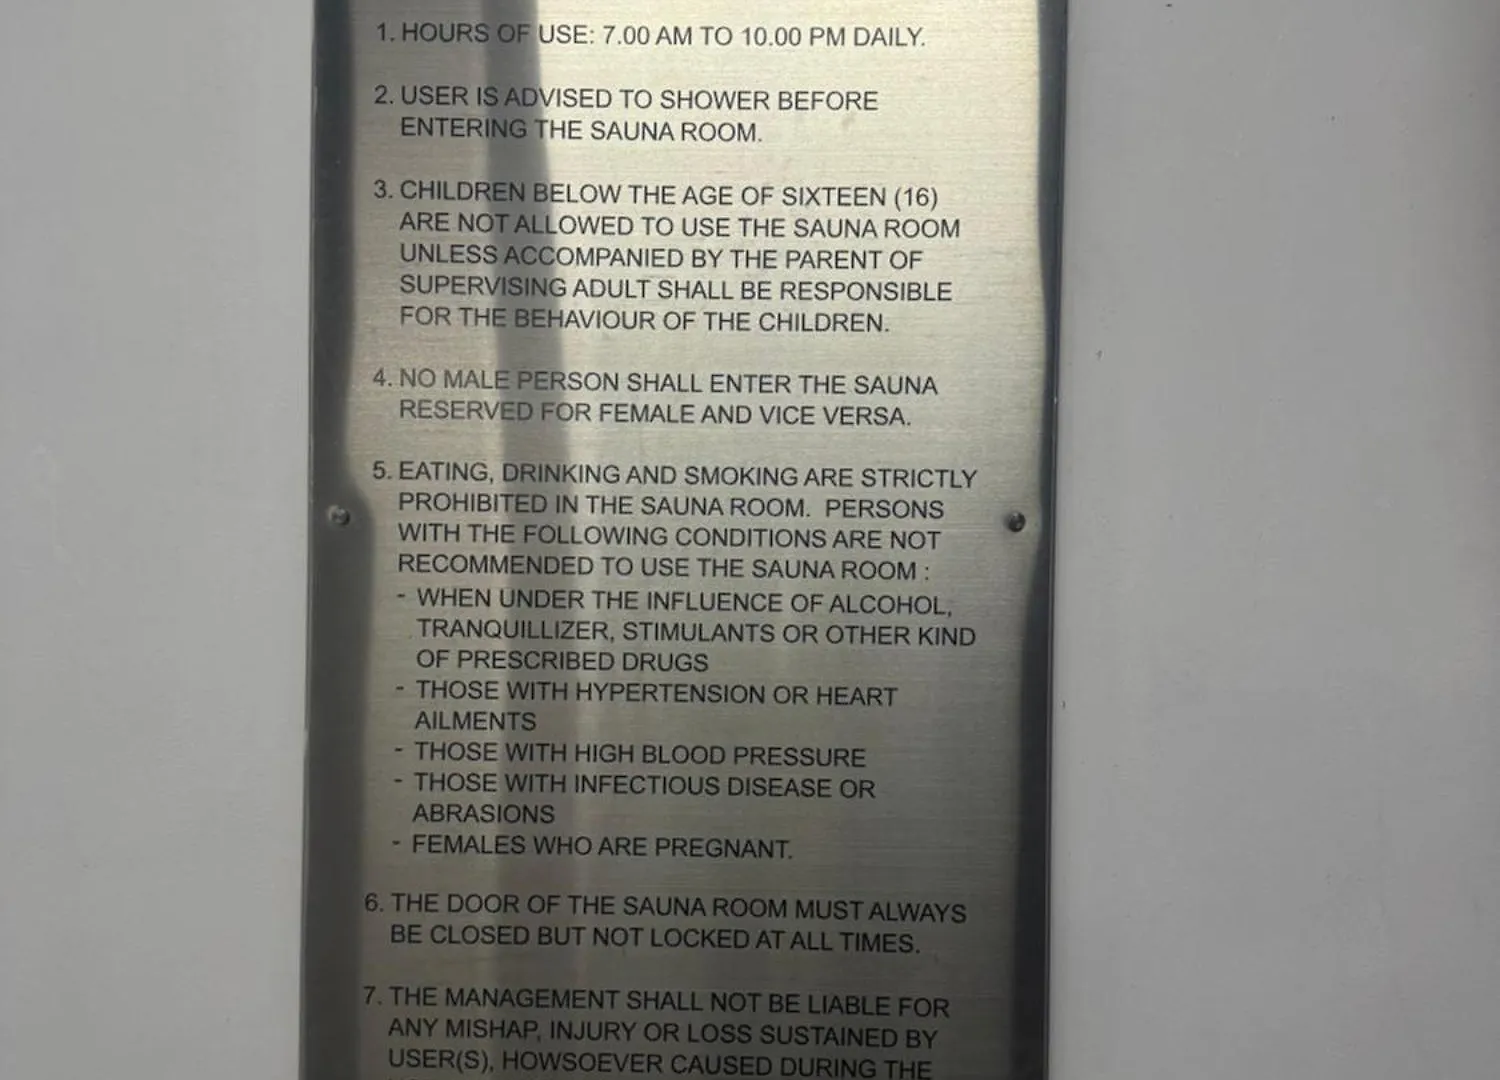 1. HOURS OF USE: 7.00 AM TO 10.00 PM DAILY.
2. USER IS ADVISED TO SHOWER BEFORE
ENTERING THE SAUNA ROOM.
3. CHILDREN BELOW THE AGE OF SIXTEEN (16)
ARE NOT ALLOWED TO USE THE SAUNA ROOM
UNLESS ACCOMPANIED BY THE PARENT OF
SUPERVISING ADULT SHALL BE RESPONSIBLE
FOR THE BEHAVIOUR OF THE CHILDREN.
4. NO MALE PERSON SHALL ENTER THE SAUNA
RESERVED FOR FEMALE AND VICE VERSA.
5. EATING, DRINKING AND SMOKING ARE STRICTLY
PROHIBITED IN THE SAUNA ROOM. PERSONS
WITH THE FOLLOWING CONDITIONS ARE NOT
RECOMMENDED TO USE THE SAUNA ROOM :
- WHEN UNDER THE INFLUENCE OF ALCOHOL,
TRANQUILLIZER, STIMULANTS OR OTHER KIND
OF PRESCRIBED DRUGS
- THOSE WITH HYPERTENSION OR HEART
AILMENTS
- THOSE WITH HIGH BLOOD PRESSURE
- THOSE WITH INFECTIOUS DISEASE OR
ABRASIONS
- FEMALES WHO ARE PREGNANT.
6. THE DOOR OF THE SAUNA ROOM MUST ALWAYS
BE CLOSED BUT NOT LOCKED AT ALL TIMES.
7. THE MANAGEMENT SHALL NOT BE LIABLE FOR
ANY MISHAP, INJURY OR LOSS SUSTAINED BY
USER(S), HOWSOEVER CAUSED DURING THE